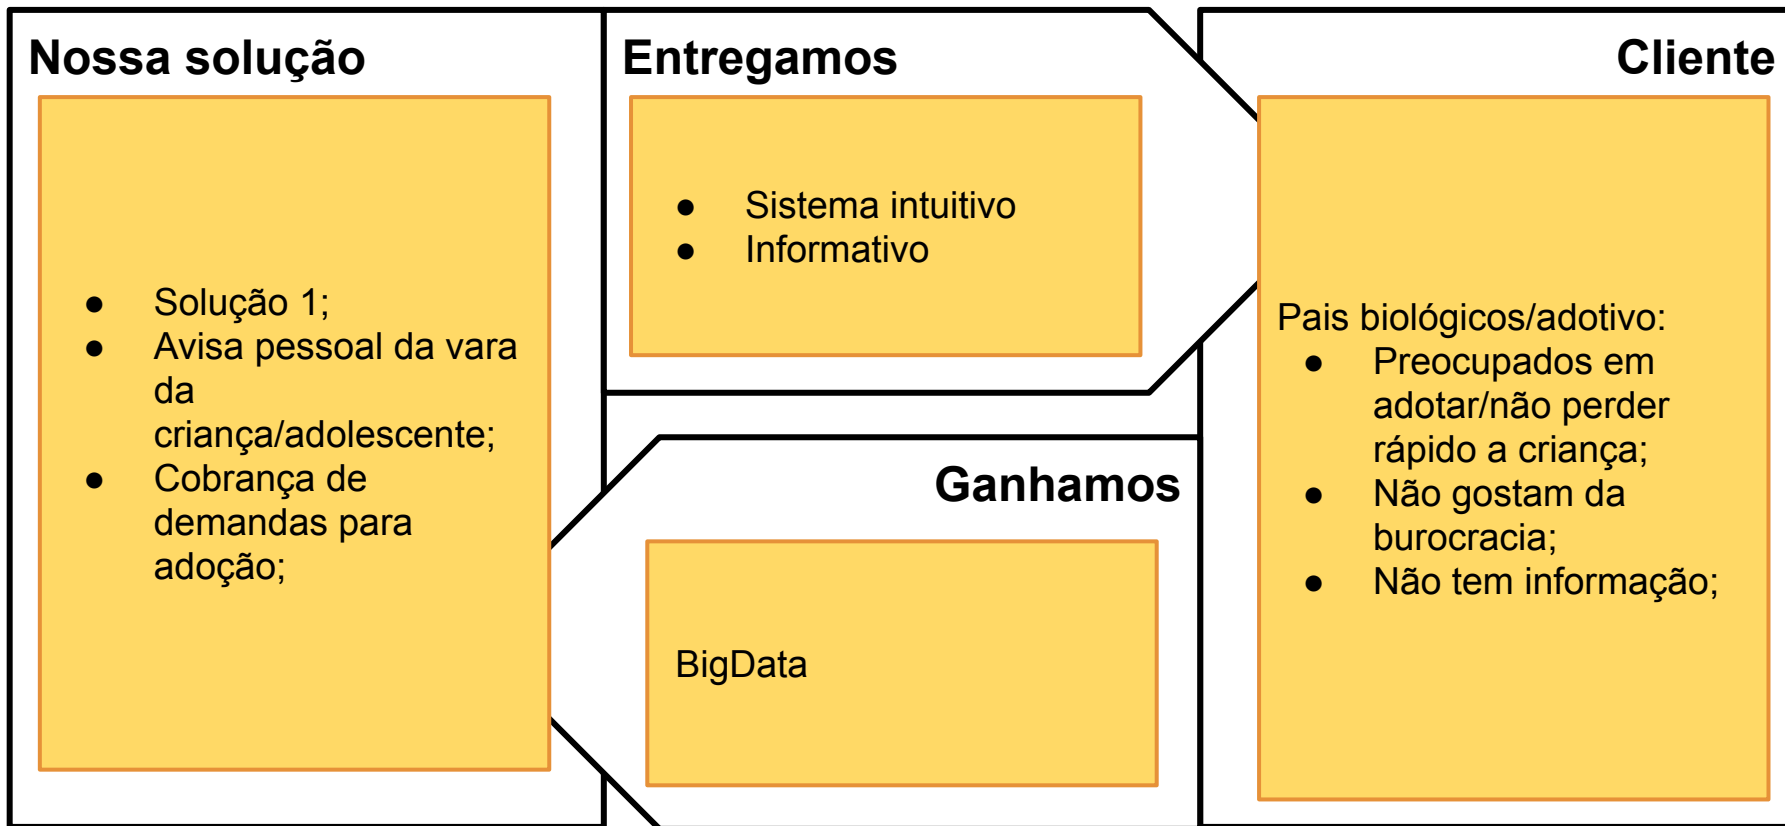 Nossa solução
● Solução 1;
● Avisa pessoal da vara
da
criança/adolescente;
● Cobrança de
demandas para
adoção;
Entregamos
● Sistema intuitivo
● Informativo
Ganhamos
BigData
Cliente
Pais biológicos/adotivo:
● Preocupados em
adotar/não perder
rápido a criança;
● Não gostam da
burocracia;
● Não tem informação;